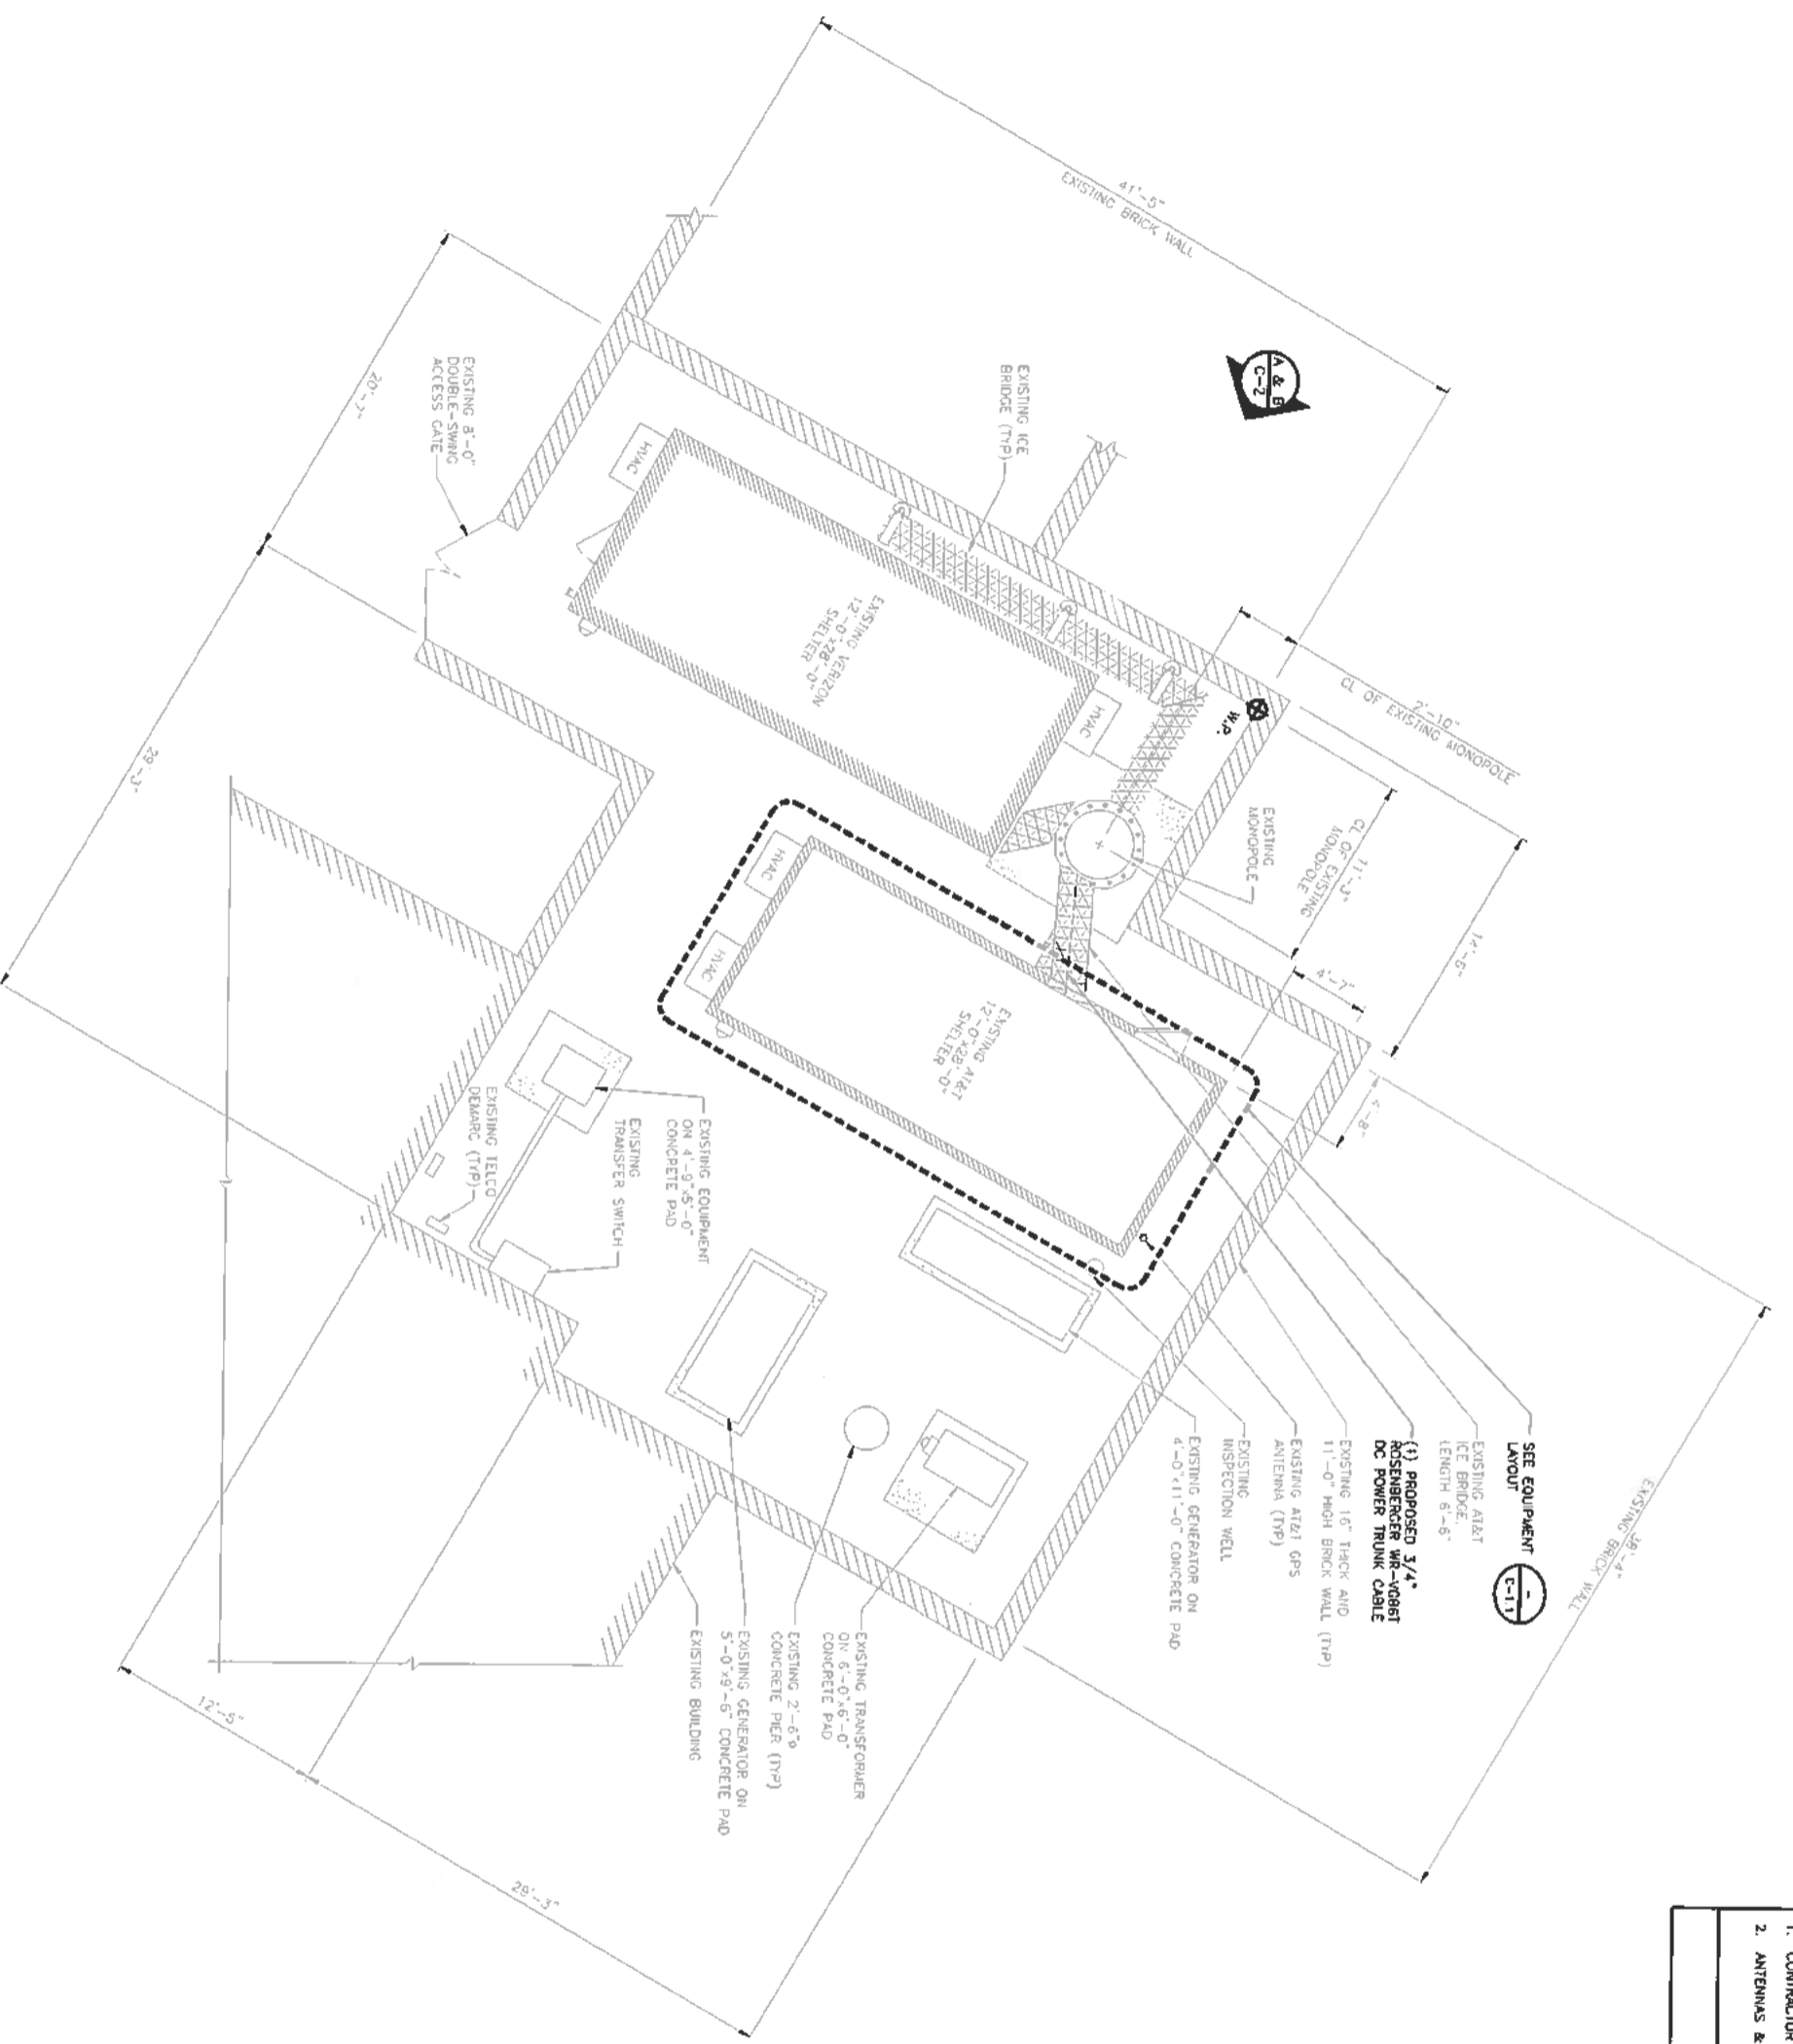 41'-5"
EXISTING BRICK WALL
A & B
C-2
EXISTING ICE
BRIDGE (TYP)
20'-7"
EXISTING 8'-0"
DOUBLE-SWING
ACCESS GATE
HVAC
EXISTING VERIZON
12'-0"x28'-0"
SHELTER
HVAC
W.P.
2'-10"
CL OF EXISTING MONOPOLE
EXISTING
MONOPOLE
11'-3"
CL OF EXISTING
MONOPOLE
4'-7"
4'-8"
29'-3"
HVAC
HVAC
EXISTING AT&T
12'-0"x28'-0"
SHELTER
38'-4"
EXISTING BRICK WALL
SEE EQUIPMENT
LAYOUT
-
C-1.1
EXISTING AT&T
ICE BRIDGE.
LENGTH 6'-6"
(1) PROPOSED 3/4"
ROSENBERGER WR-VG86T
DC POWER TRUNK CABLE
EXISTING 16" THICK AND
11'-0" HIGH BRICK WALL (TYP)
EXISTING AT&T GPS
ANTENNA (TYP)
EXISTING
INSPECTION WELL
EXISTING GENERATOR ON
4'-0"x11'-0" CONCRETE PAD
EXISTING EQUIPMENT
ON 4'-9"x5'-0"
CONCRETE PAD
EXISTING
TRANSFER SWITCH
EXISTING TELCO
DEMARC (TYP)
EXISTING TRANSFORMER
ON 6'-0"x6'-0"
CONCRETE PAD
EXISTING 2'-6"ø
CONCRETE PIER (TYP)
EXISTING GENERATOR ON
5'-0"x9'-6" CONCRETE PAD
EXISTING BUILDING
12'-5"
1. CONTRACTOR
2. ANTENNAS &